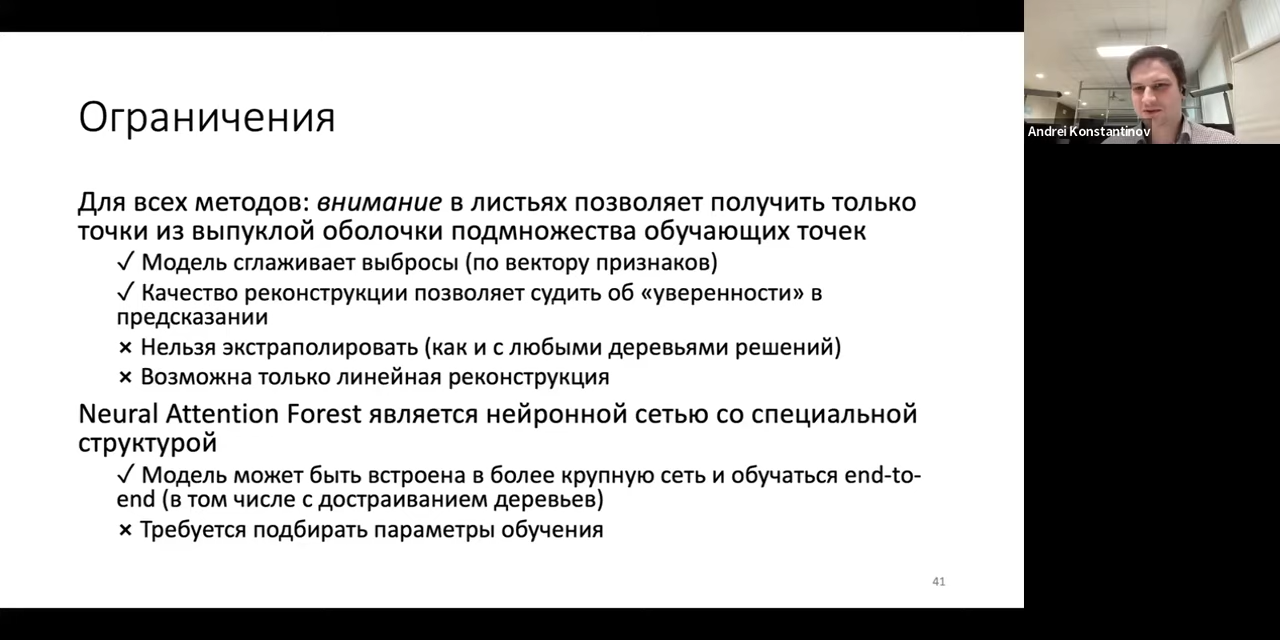 Ограничения
Для всех методов: внимание в листьях позволяет получить только
точки из выпуклой оболочки подмножества обучающих точек
✓ Модель сглаживает выбросы (по вектору признаков)
✓ Качество реконструкции позволяет судить об «уверенности» в
предсказании
× Нельзя экстраполировать (как и с любыми деревьями решений)
× Возможна только линейная реконструкция
Neural Attention Forest является нейронной сетью со специальной
структурой
✓ Модель может быть встроена в более крупную сеть и обучаться end-to-
end (в том числе с достраиванием деревьев)
× Требуется подбирать параметры обучения
41
Andrei Konstantinov